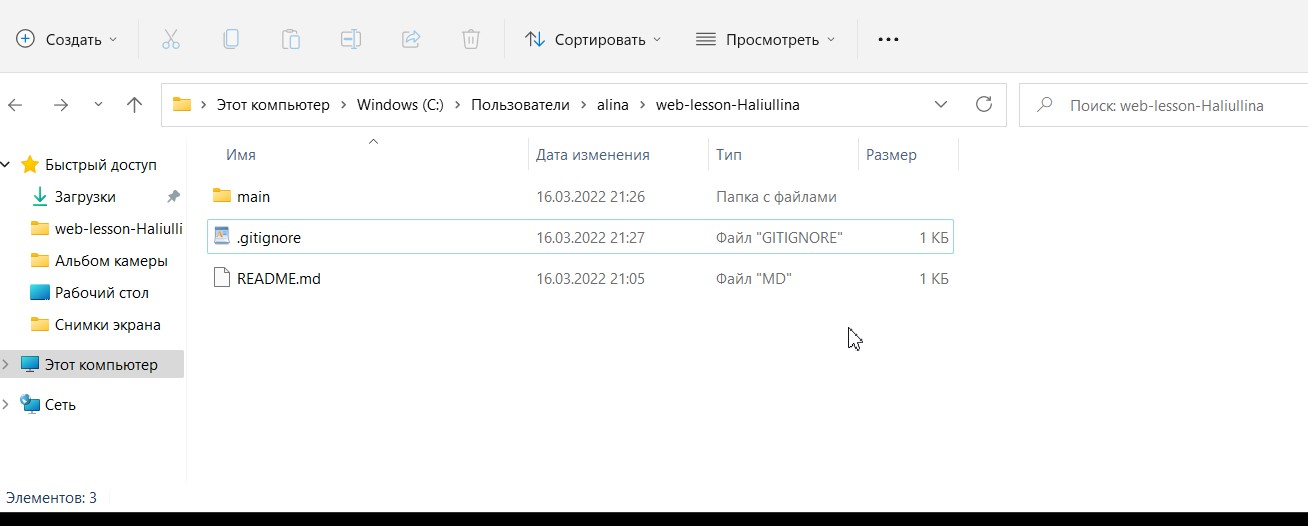 Создать Сортировать Просмотреть
Этот компьютер Windows (C:) Пользователи alina web-lesson-Haliullina Поиск: web-lesson-Haliullina
Быстрый доступ
Загрузки
web-lesson-Haliulli
Альбом камеры
Рабочий стол
Снимки экрана
Этот компьютер
Сеть
Имя Дата изменения Тип Размер
main 16.03.2022 21:26 Папка с файлами
.gitignore 16.03.2022 21:27 Файл "GITIGNORE" 1 КБ
README.md 16.03.2022 21:05 Файл "MD" 1 КБ
Элементов: 3